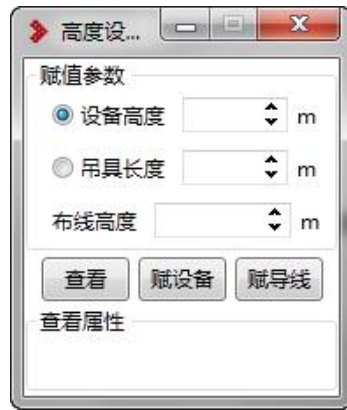 高度设...
赋值参数
设备高度 m
吊具长度 m
布线高度 m
查看 赋设备 赋导线
查看属性